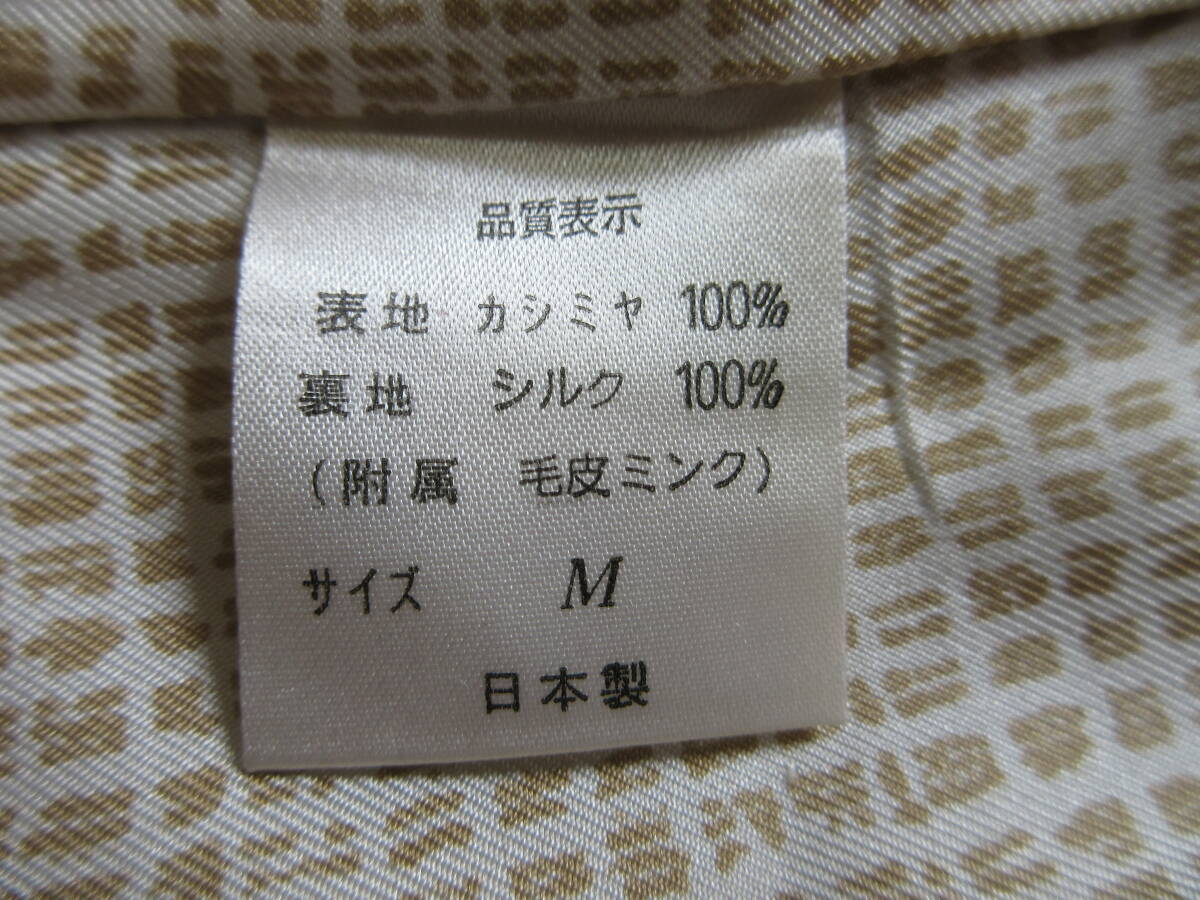 品質表示
表地 カシミヤ 100%
裏地 シルク 100%
(附属 毛皮ミンク)
サイズ M
日本製